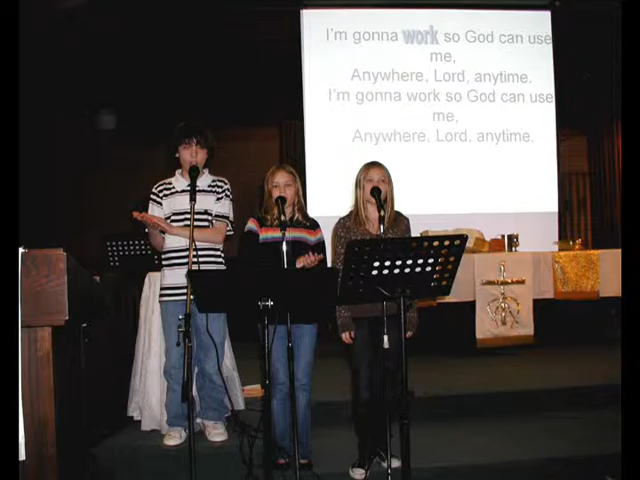 I'm gonna work so God can use
me,
Anywhere, Lord, anytime.
I'm gonna work so God can use
me,
Anywhere, Lord, anytime.